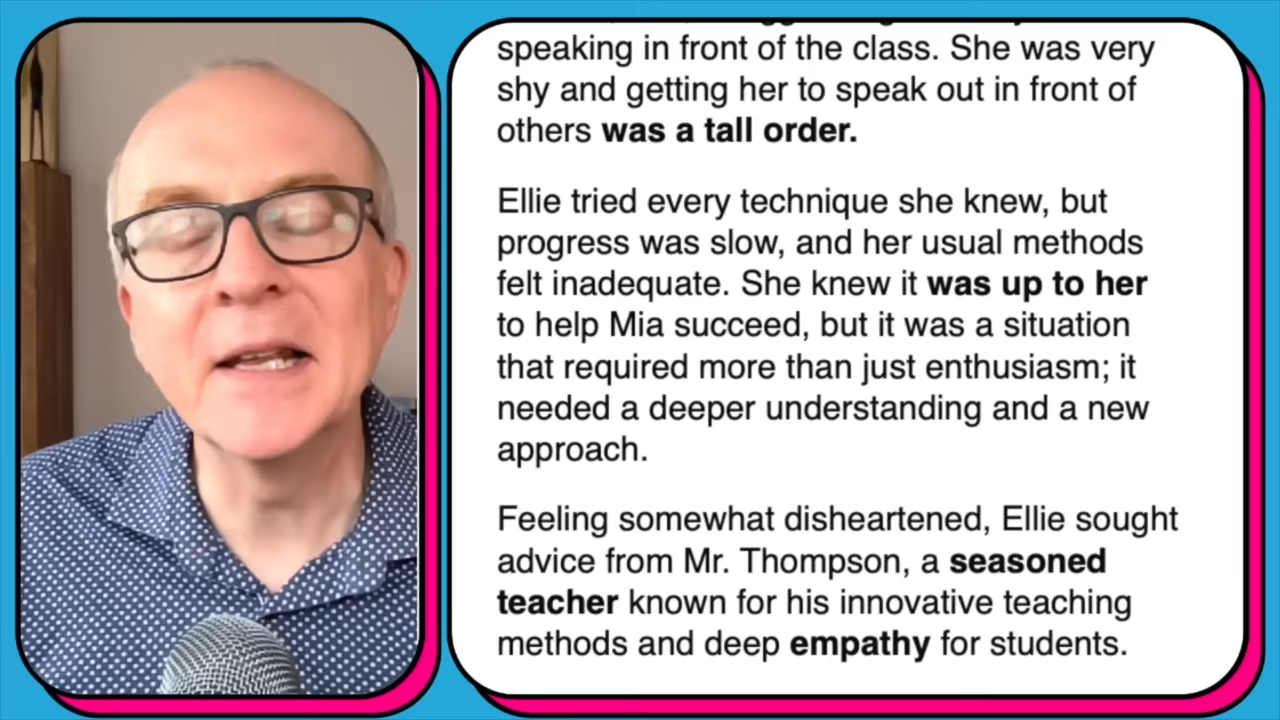 speaking in front of the class. She was very
shy and getting her to speak out in front of
others was a tall order.
Ellie tried every technique she knew, but
progress was slow, and her usual methods
felt inadequate. She knew it was up to her
to help Mia succeed, but it was a situation
that required more than just enthusiasm; it
needed a deeper understanding and a new
approach.
Feeling somewhat disheartened, Ellie sought
advice from Mr. Thompson, a seasoned
teacher known for his innovative teaching
methods and deep empathy for students.